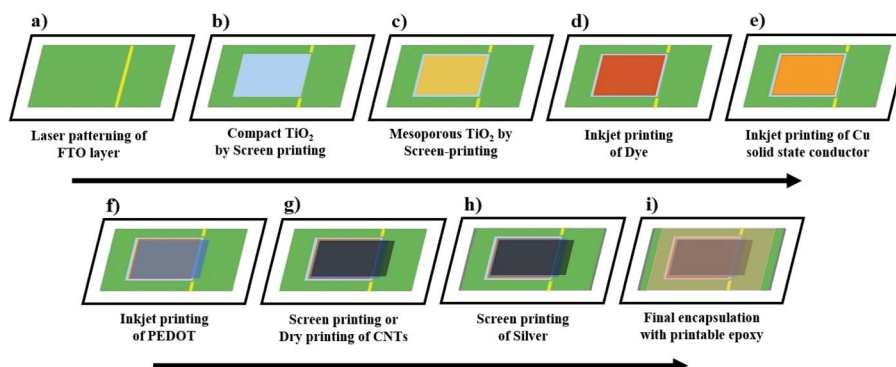 a)
b)
c)
d)
e)
Laser patterning of
FTO layer
Compact TiO₂
by Screen printing
Mesoporous TiO₂ by
Screen-printing
Inkjet printing
of Dye
Inkjet printing of Cu
solid state conductor
f)
g)
h)
i)
Inkjet printing
of PEDOT
Screen printing or
Dry printing of CNTs
Screen printing
of Silver
Final encapsulation
with printable epoxy